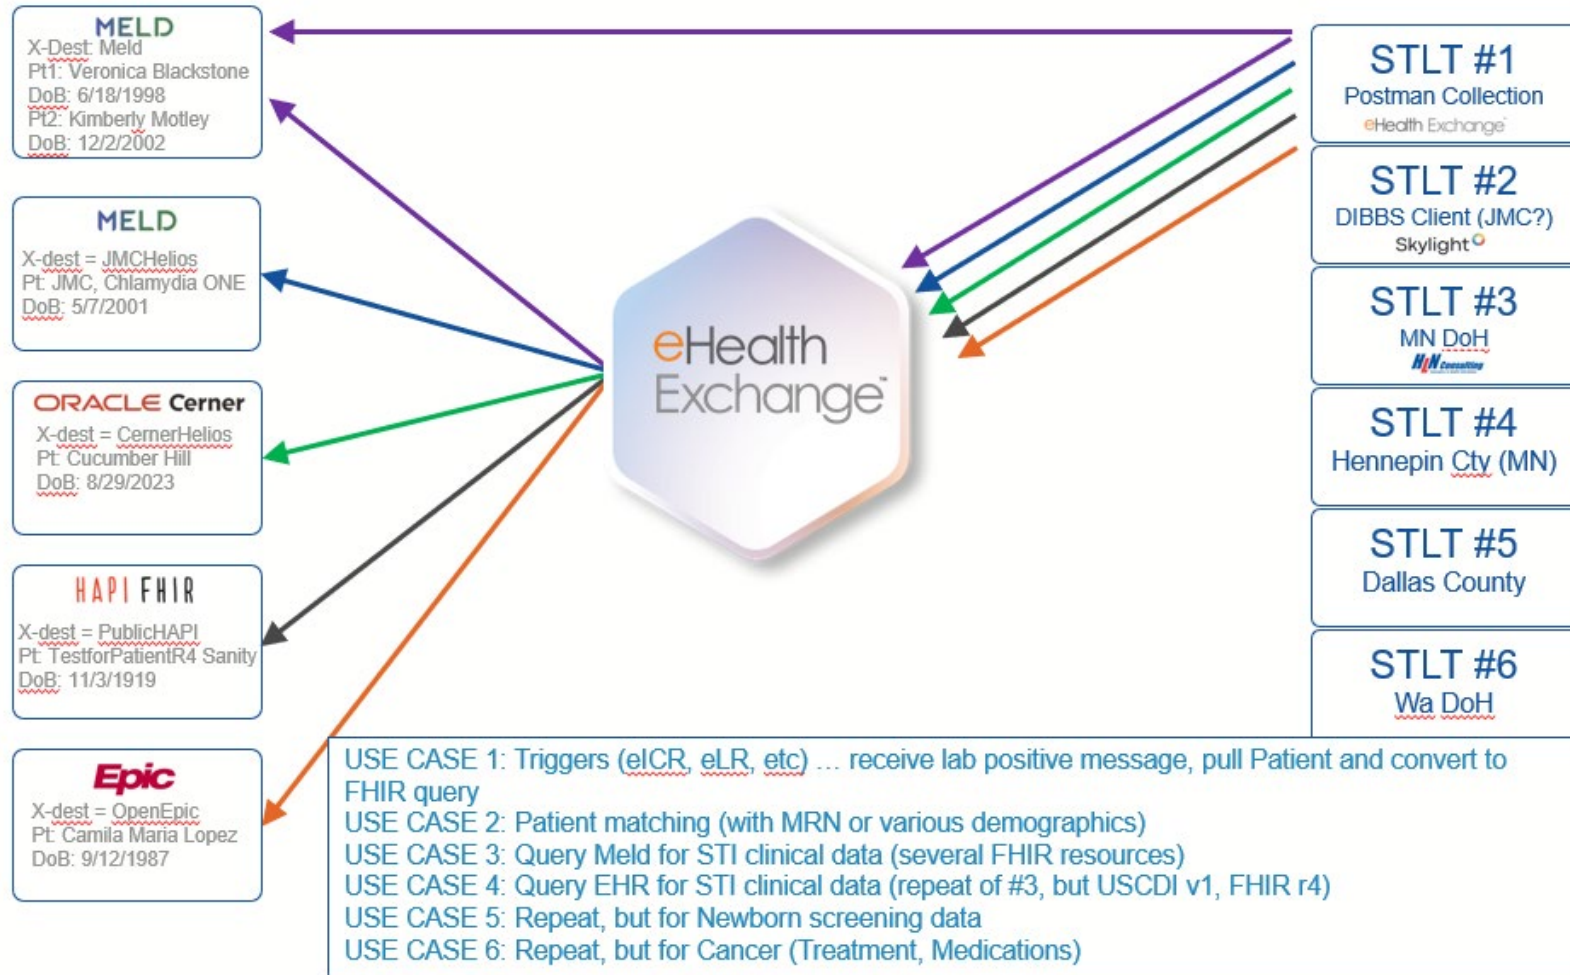 MELD
X-Dest: Meld
Pt1: Veronica Blackstone
DoB: 6/18/1998
Pt2: Kimberly Motley
DoB: 12/2/2002
MELD
X-dest = JMCHelios
Pt: JMC, Chlamydia ONE
DoB: 5/7/2001
ORACLE Cerner
X-dest = CernerHelios
Pt: Cucumber Hill
DoB: 8/29/2023
HAPI FHIR
X-dest = PublicHAPI
Pt: TestforPatientR4 Sanity
DoB: 11/3/1919
Epic
X-dest = OpenEpic
Pt: Camila Maria Lopez
DoB: 9/12/1987
eHealth
Exchange™
STLT #1
Postman Collection
eHealth Exchange
STLT #2
DIBBS Client (JMC?)
Skylight
STLT #3
MN DoH
HLN Consulting
STLT #4
Hennepin Cty (MN)
STLT #5
Dallas County
STLT #6
Wa DoH
USE CASE 1: Triggers (eICR, eLR, etc) … receive lab positive message, pull Patient and convert to
FHIR query
USE CASE 2: Patient matching (with MRN or various demographics)
USE CASE 3: Query Meld for STI clinical data (several FHIR resources)
USE CASE 4: Query EHR for STI clinical data (repeat of #3, but USCDI v1, FHIR r4)
USE CASE 5: Repeat, but for Newborn screening data
USE CASE 6: Repeat, but for Cancer (Treatment, Medications)